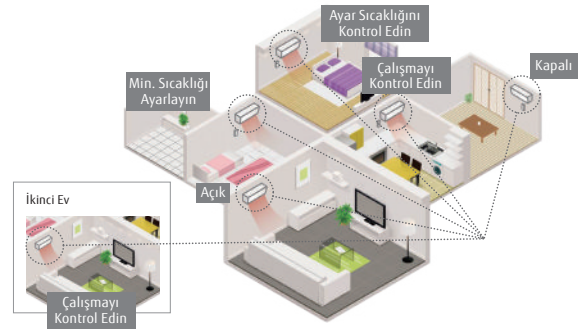 Ayar Sıcaklığını
Kontrol Edin
Çalışmayı
Kontrol Edin
Kapalı
Min. Sıcaklığı
Ayarlayın
Açık
İkinci Ev
Çalışmayı
Kontrol Edin